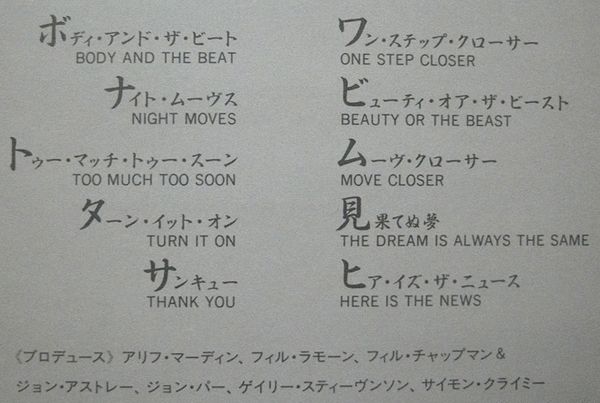 ボディ・アンド・ザ・ビート
BODY AND THE BEAT
ナイト・ムーヴス
NIGHT MOVES
トゥー・マッチ・トゥー・スーン
TOO MUCH TOO SOON
ターン・イット・オン
TURN IT ON
サンキュー
THANK YOU
ワン・ステップ・クローサー
ONE STEP CLOSER
ビューティ・オア・ザ・ビースト
BEAUTY OR THE BEAST
ムーヴ・クローサー
MOVE CLOSER
見果てぬ夢
THE DREAM IS ALWAYS THE SAME
ヒア・イズ・ザ・ニュース
HERE IS THE NEWS
《プロデュース》アリフ・マーディン、フィル・ラモーン、フィル・チャップマン&
ジョン・アストレー、ジョン・パー、ゲイリー・スティーヴンソン、サイモン・クライミー